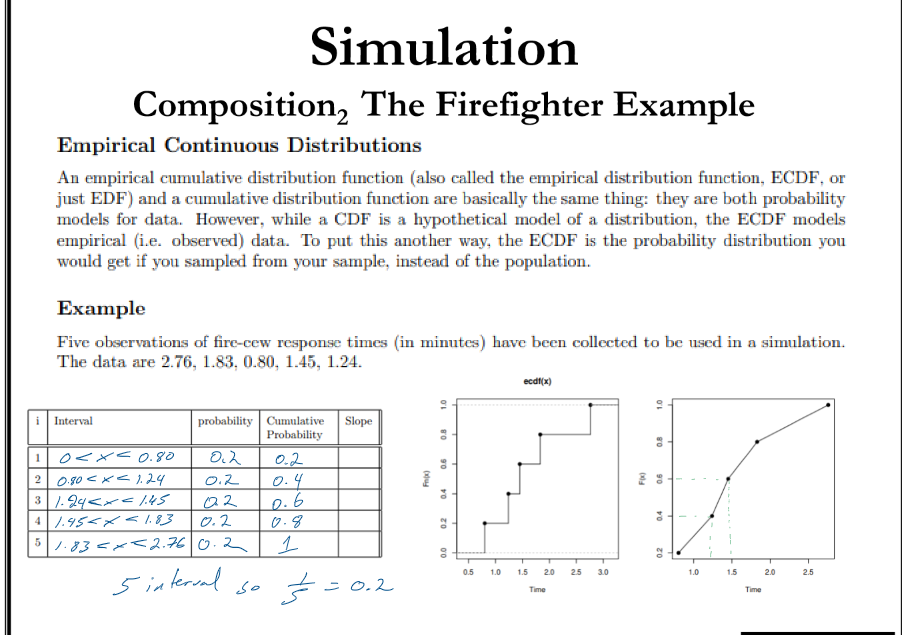 Simulation
Composition₂ The Firefighter Example
Empirical Continuous Distributions
An empirical cumulative distribution function (also called the empirical distribution function, ECDF, or
just EDF) and a cumulative distribution function are basically the same thing: they are both probability
models for data. However, while a CDF is a hypothetical model of a distribution, the ECDF models
empirical (i.e. observed) data. To put this another way, the ECDF is the probability distribution you
would get if you sampled from your sample, instead of the population.
Example
Five observations of fire-cew response times (in minutes) have been collected to be used in a simulation.
The data are 2.76, 1.83, 0.80, 1.45, 1.24.
i Interval probability Cumulative Probability Slope
1 0 < x ≤ 0.80 0.2 0.2
2 0.80 < x ≤ 1.24 0.2 0.4
3 1.24 < x ≤ 1.45 0.2 0.6
4 1.45 < x ≤ 1.83 0.2 0.8
5 1.83 < x ≤ 2.76 0.2 1
5 interval so 1/5 = 0.2
ecdf(x)
Fn(x)
1.0
0.8
0.6
0.4
0.2
0.0
0.5 1.0 1.5 2.0 2.5 3.0
Time
F(x)
1.0
0.8
0.6
0.4
0.2
1.0 1.5 2.0 2.5
Time